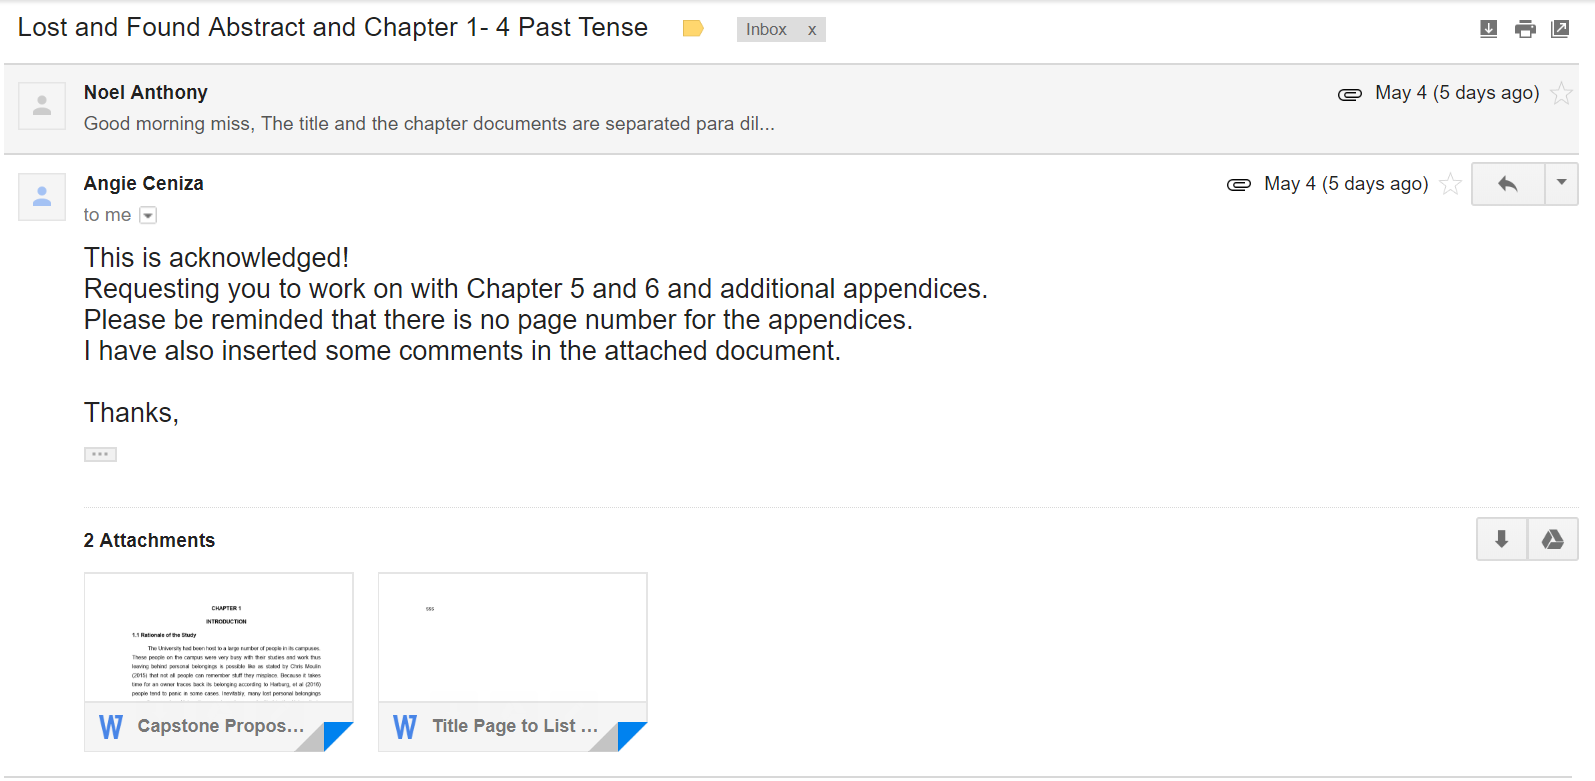 Lost and Found Abstract and Chapter 1- 4 Past Tense
Inbox x
Noel Anthony
May 4 (5 days ago)
Good morning miss, The title and the chapter documents are separated para dil...
Angie Ceniza
May 4 (5 days ago)
to me
This is acknowledged!
Requesting you to work on with Chapter 5 and 6 and additional appendices.
Please be reminded that there is no page number for the appendices.
I have also inserted some comments in the attached document.
Thanks,
2 Attachments
CHAPTER 1
INTRODUCTION
1.1 Rationale of the Study
The University had been host to a large number of people in its campuses.
These people on the campus were very busy with their studies and work thus
leaving behind personal belongings is possible like as stated by Chris Moulin
(2015) that not all people can remember stuff they misplace. Because it takes
time for an owner traces back its belonging according to Harburg, et al (2016)
people tend to panic in some cases. Inevitably, many lost personal belongings
sss
W Capstone Propos...
W Title Page to List ...